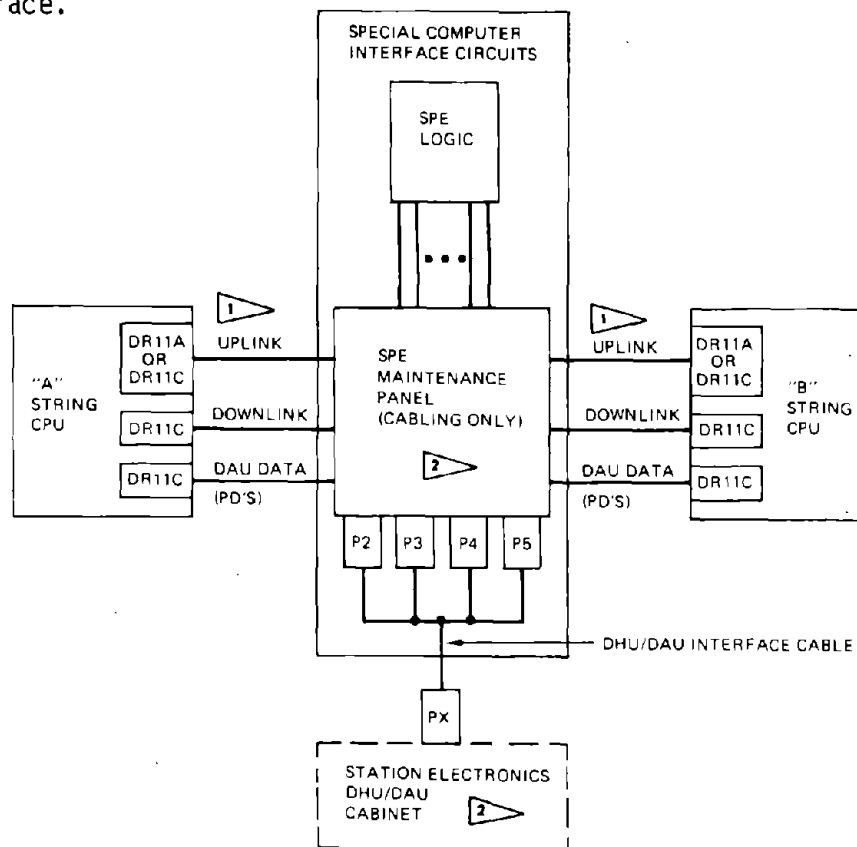 race.
SPECIAL COMPUTER
INTERFACE CIRCUITS
SPE
LOGIC
1
UPLINK
1
UPLINK
"A"
STRING
CPU
DR11A
OR
DR11C
DR11C
DR11C
DOWNLINK
DAU DATA
(PD'S)
SPE
MAINTENANCE
PANEL
(CABLING ONLY)
2
DOWNLINK
DAU DATA
(PD'S)
DR11A
OR
DR11C
DR11C
DR11C
"B"
STRING
CPU
P2
P3
P4
P5
DHU/DAU INTERFACE CABLE
PX
STATION ELECTRONICS
DHU/DAU
CABINET
2